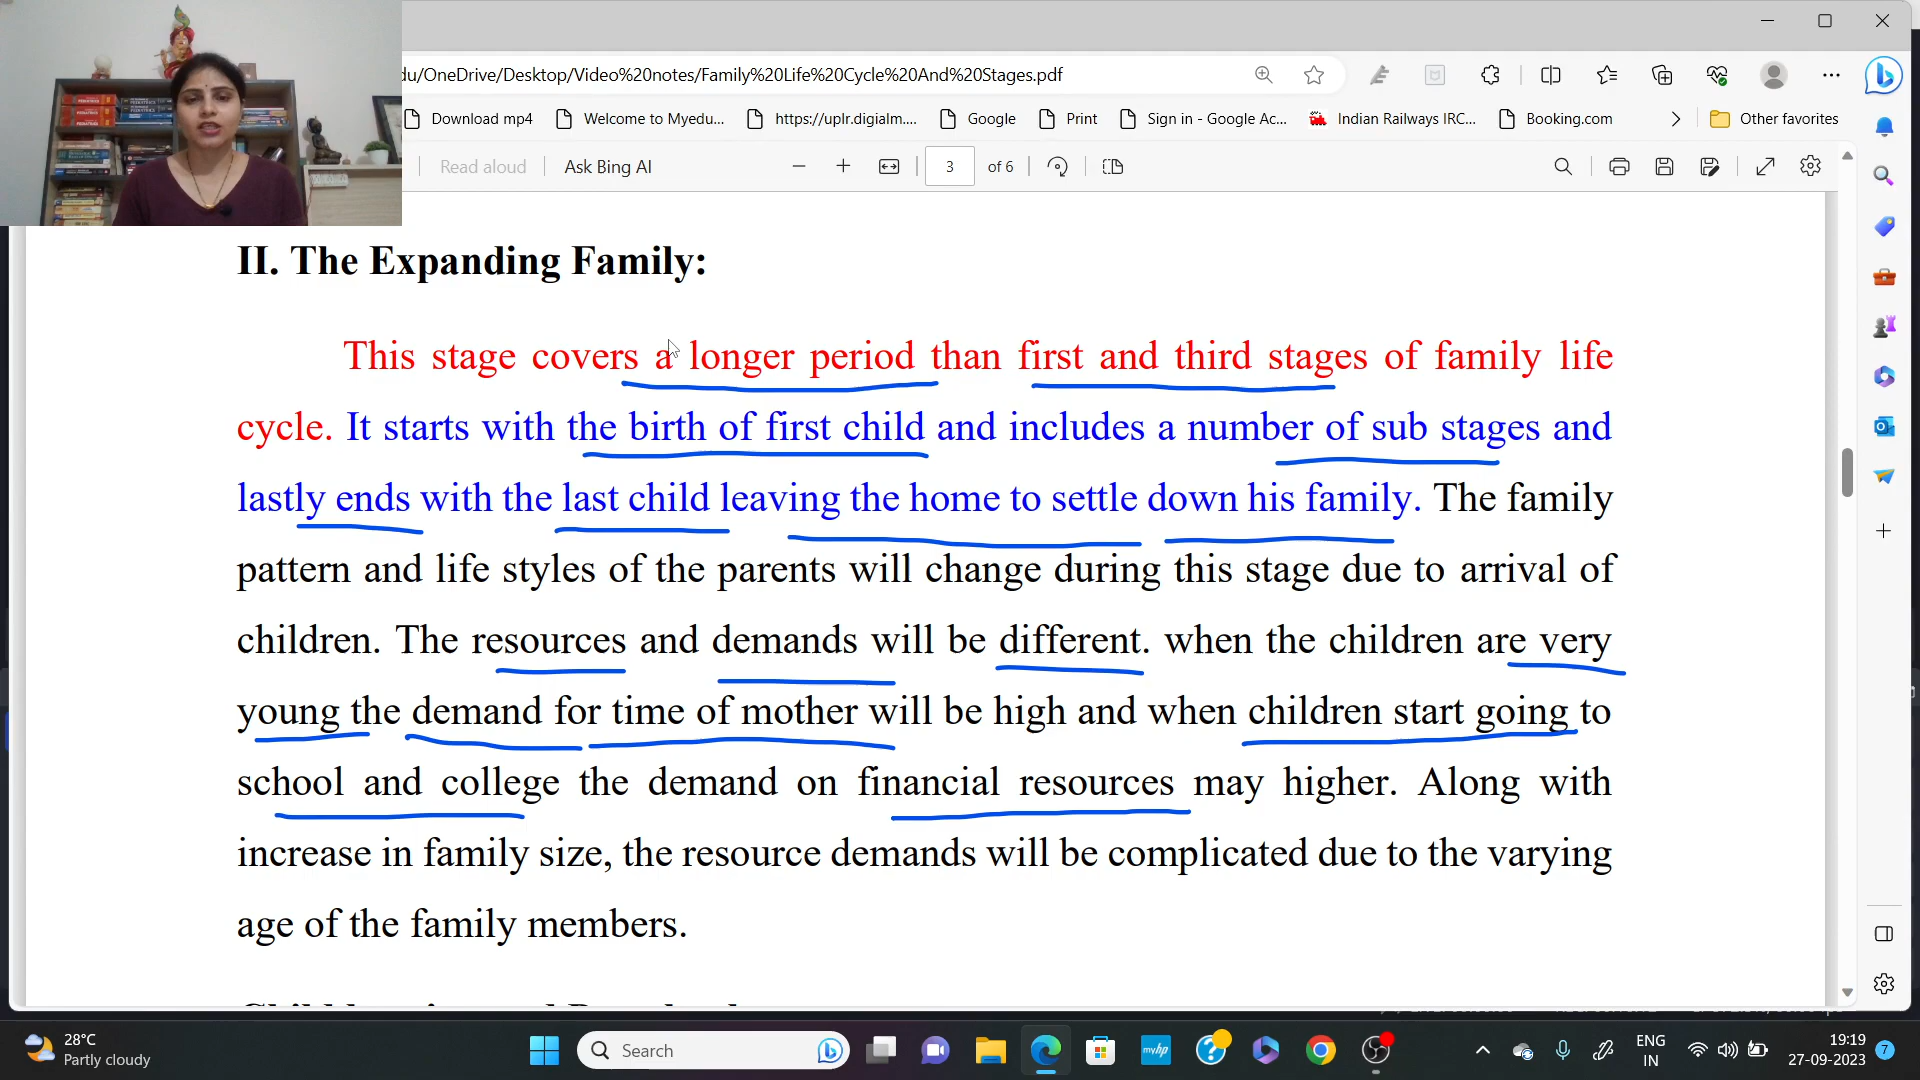 du/OneDrive/Desktop/Video%20notes/Family%20Life%20Cycle%20And%20Stages.pdf
Download mp4 Welcome to Myedu... https://uplr.digialm.... Google Print Sign in - Google Ac... Indian Railways IRC... Booking.com Other favorites
Read aloud Ask Bing AI 3 of 6
II. The Expanding Family:
This stage covers a longer period than first and third stages of family life
cycle. It starts with the birth of first child and includes a number of sub stages and
lastly ends with the last child leaving the home to settle down his family. The family
pattern and life styles of the parents will change during this stage due to arrival of
children. The resources and demands will be different. when the children are very
young the demand for time of mother will be high and when children start going to
school and college the demand on financial resources may higher. Along with
increase in family size, the resource demands will be complicated due to the varying
age of the family members.
28°C
Partly cloudy
Search
myhp
ENG
IN
19:19
27-09-2023
7